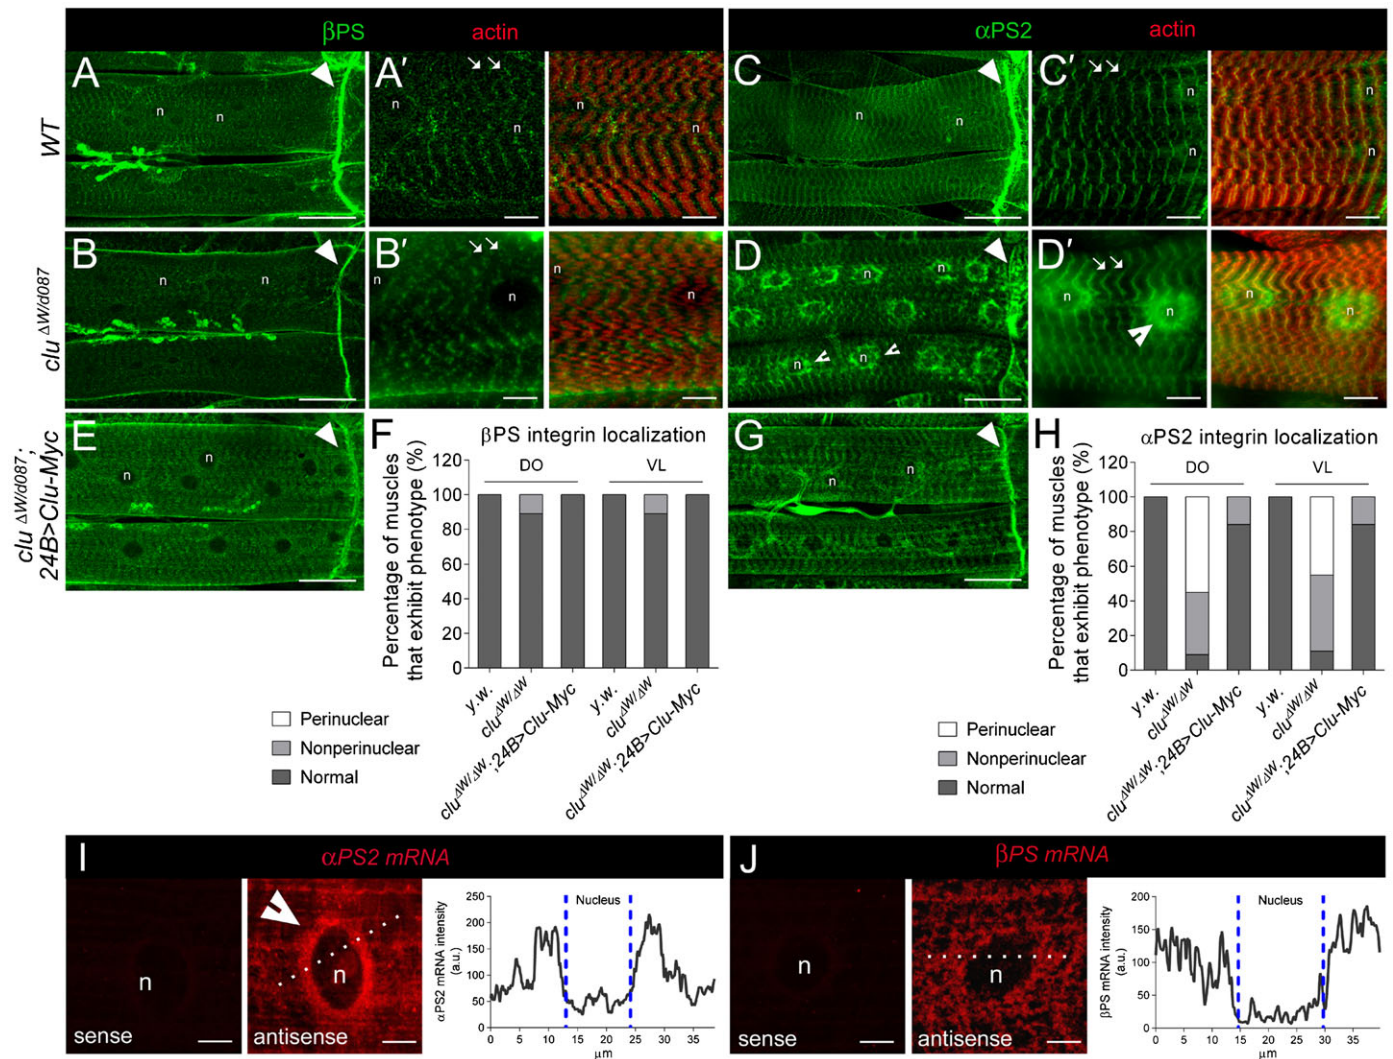 βPS actin αPS2 actin
A A′ C C′
n n n n n n n n n n
WT
B B′ D D′
n n n n n n n n n n n n n n
clu ΔW/d087
E F G H
n n n n
clu ΔW/d087;
24B>Clu-Myc
βPS integrin localization
DO VL
Percentage of muscles
that exhibit phenotype (%)
120
100
80
60
40
20
0
y.w.
clu ΔW/ΔW
clu ΔW/ΔW;24B>Clu-Myc
y.w.
clu ΔW/ΔW
clu ΔW/ΔW;24B>Clu-Myc
Perinuclear
Nonperinuclear
Normal
αPS2 integrin localization
DO VL
Percentage of muscles
that exhibit phenotype (%)
120
100
80
60
40
20
0
y.w.
clu ΔW/ΔW
clu ΔW/ΔW;24B>Clu-Myc
y.w.
clu ΔW/ΔW
clu ΔW/ΔW;24B>Clu-Myc
Perinuclear
Nonperinuclear
Normal
I αPS2 mRNA
n n
sense antisense
αPS2 mRNA intensity
(a.u.)
250
200
150
100
50
0
Nucleus
0 5 10 15 20 25 30 35
μm
J βPS mRNA
n n
sense antisense
βPS mRNA intensity
(a.u.)
200
150
100
50
0
Nucleus
0 5 10 15 20 25 30 35
μm